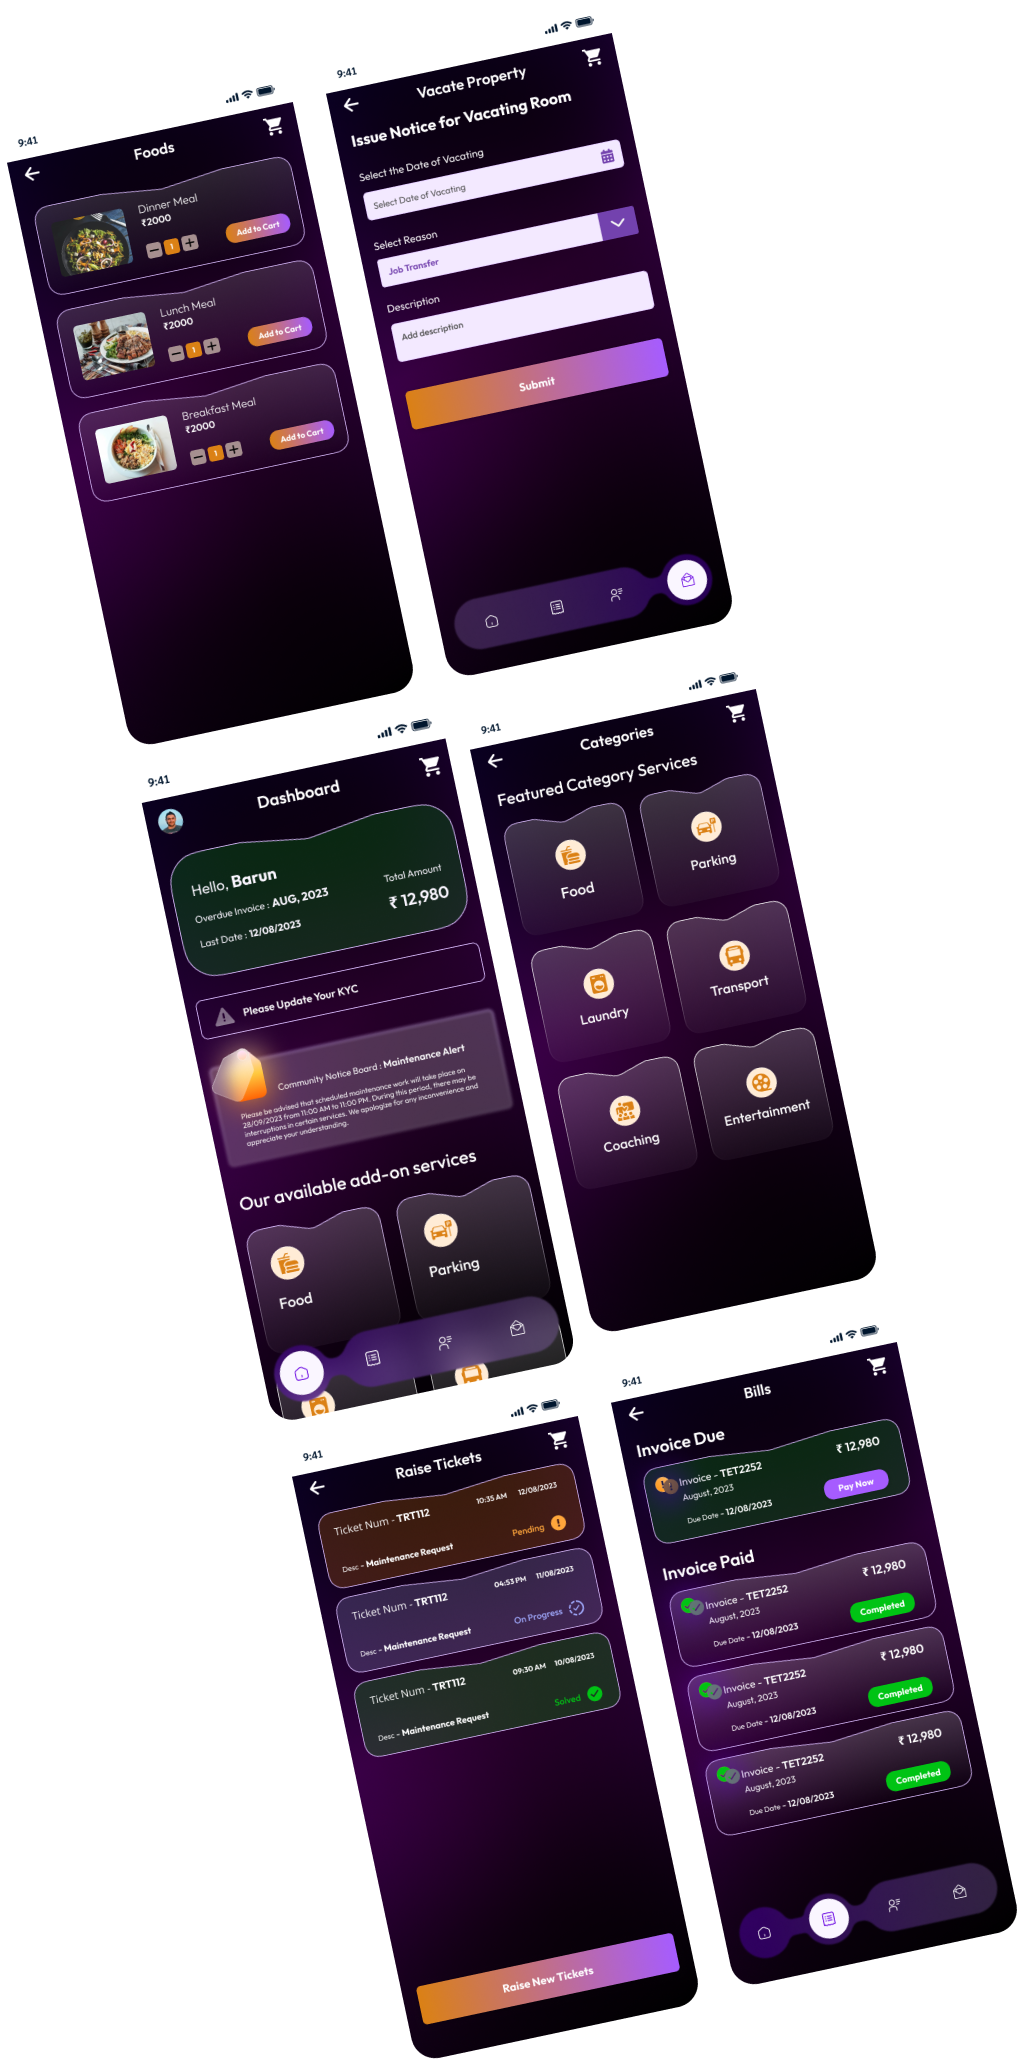 9:41
Foods
Dinner Meal
₹2000
1
Add to Cart
Lunch Meal
₹2000
1
Add to Cart
Breakfast Meal
₹2000
1
Add to Cart
9:41
Vacate Property
Issue Notice for Vacating Room
Select the Date of Vacating
Select Date of Vacating
Select Reason
Job Transfer
Description
Add description
Submit
9:41
Dashboard
Hello, Barun
Overdue Invoice : AUG, 2023
Last Date : 12/08/2023
Total Amount
₹ 12,980
Please Update Your KYC
Community Notice Board : Maintenance Alert
Please be advised that scheduled maintenance work will take place on
28/09/2023 from 11:00 AM to 11:00 PM. During this period, there may be
interruptions in certain services. We apologize for any inconvenience and
appreciate your understanding.
Our available add-on services
Food
Parking
9:41
Categories
Featured Category Services
Food
Parking
Laundry
Transport
Coaching
Entertainment
9:41
Raise Tickets
Ticket Num - TRT112
10:35 AM 12/08/2023
Desc - Maintenance Request
Pending
Ticket Num - TRT112
04:53 PM 11/08/2023
Desc - Maintenance Request
On Progress
Ticket Num - TRT112
09:30 AM 10/08/2023
Desc - Maintenance Request
Solved
Raise New Tickets
9:41
Bills
Invoice Due
Invoice - TET2252
₹ 12,980
August, 2023
Due Date - 12/08/2023
Pay Now
Invoice Paid
Invoice - TET2252
₹ 12,980
August, 2023
Due Date - 12/08/2023
Completed
Invoice - TET2252
₹ 12,980
August, 2023
Due Date - 12/08/2023
Completed
Invoice - TET2252
₹ 12,980
August, 2023
Due Date - 12/08/2023
Completed